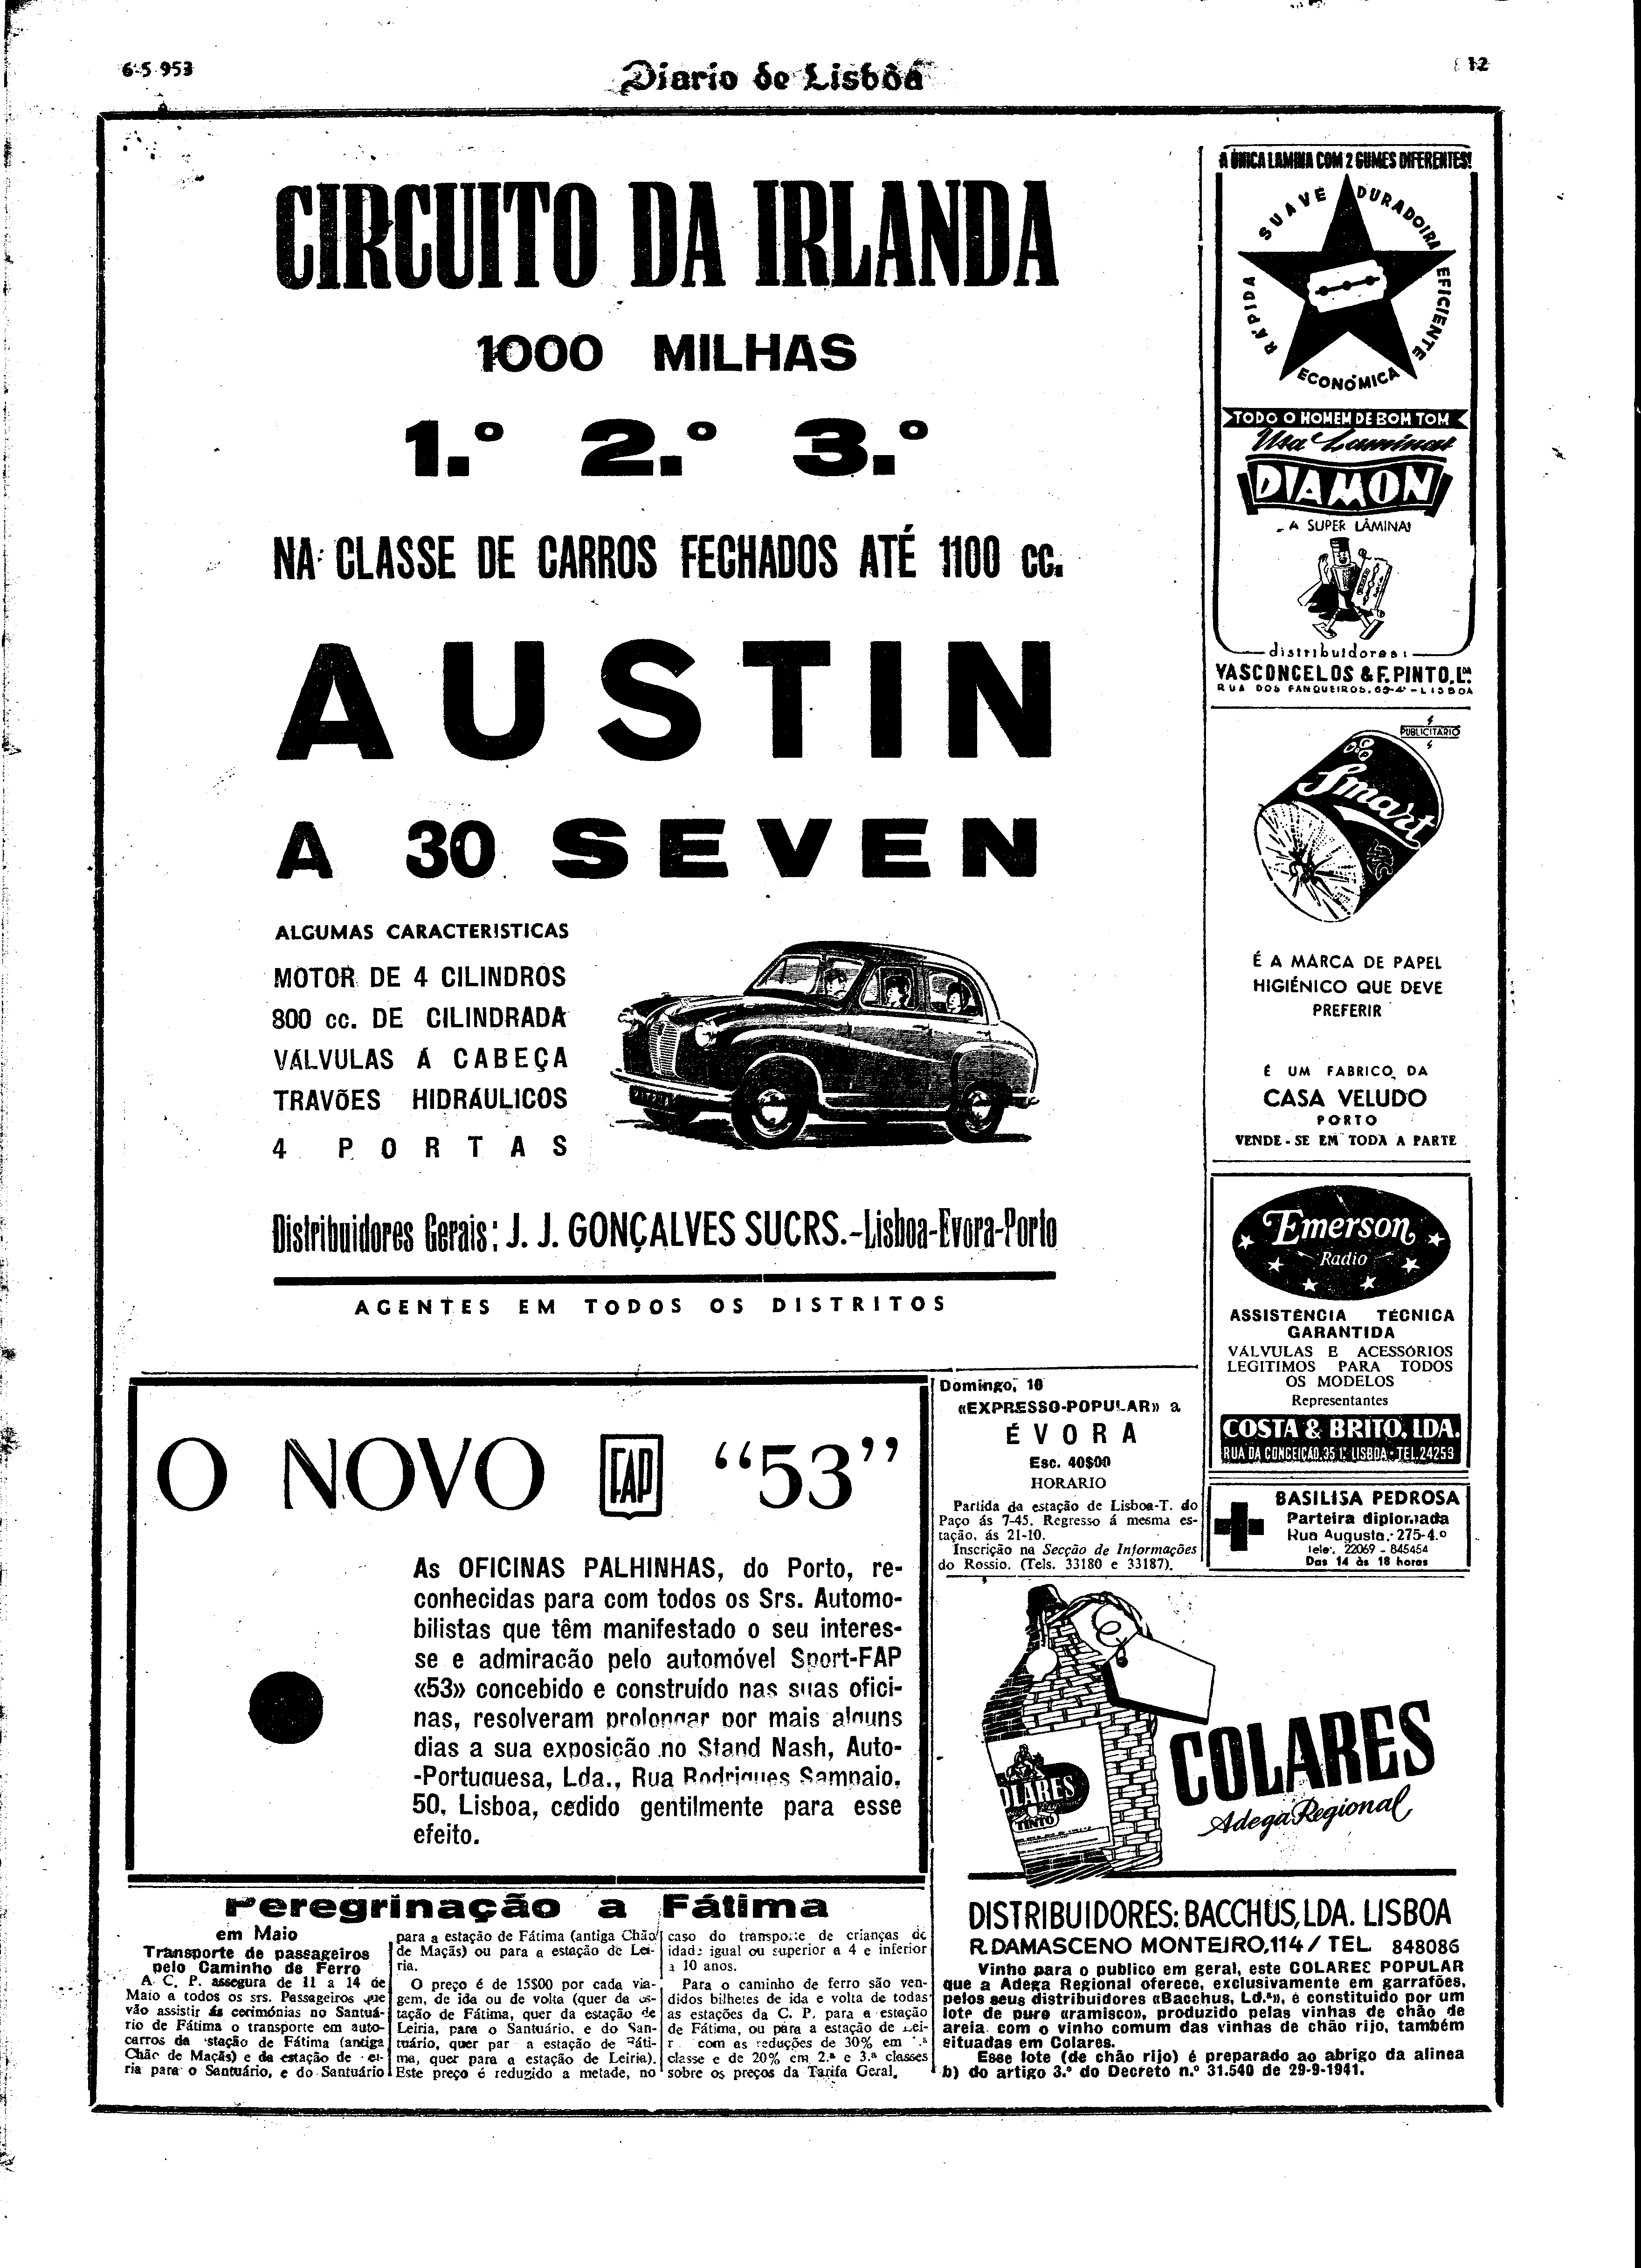 6-5-953
Diario de Lisbôa
12
CIRCUITO DA IRLANDA
1000 MILHAS
1.º 2.º 3.º
NA CLASSE DE CARROS FECHADOS ATÉ 1100 cc.
AUSTIN
A 30 SEVEN
ALGUMAS CARACTERISTICAS
MOTOR DE 4 CILINDROS
800 cc. DE CILINDRADA
VÁLVULAS Á CABEÇA
TRAVÕES HIDRÁULICOS
4 PORTAS
Distribuidores Gerais: J. J. GONÇALVES SUCRS.-Lisboa-Evora-Porto
AGENTES EM TODOS OS DISTRITOS
A ÚNICA LAMINA COM 2 GUMES DIFERENTES!
RÁPIDA SUAVE DURADOIRA EFICIENTE
ECONÓMICA
TODO O HOMEM DE BOM TOM
Usa Laminas
DIAMON
A SUPER LÂMINA!
distribuidores:
VASCONCELOS & F. PINTO, L.DA
RUA DOS FANQUEIROS, 69-4º - LISBOA
PUBLICITÁRIO
Smart
É A MARCA DE PAPEL
HIGIÉNICO QUE DEVE
PREFERIR
É UM FABRICO DA
CASA VELUDO
PORTO
VENDE-SE EM TODA A PARTE
Emerson
Radio
ASSISTÊNCIA TÉCNICA
GARANTIDA
VÁLVULAS E ACESSÓRIOS
LEGITIMOS PARA TODOS
OS MODELOS
Representantes
COSTA & BRITO, LDA.
RUA DA CONCEIÇÃO, 35 1.º LISBOA - TEL. 24253
BASILISA PEDROSA
Parteira diplomada
Rua Augusta, 275-4.º
Telef. 22069 - 845454
Das 14 às 18 horas
O NOVO FAP “53”
As OFICINAS PALHINHAS, do Porto, re-
conhecidas para com todos os Srs. Automo-
bilistas que têm manifestado o seu interes-
se e admiracão pelo automóvel Sport-FAP
«53» concebido e construído nas suas ofici-
nas, resolveram prolongar por mais alguns
dias a sua exposição no Stand Nash, Auto-
-Portuguesa, Lda., Rua Rodrigues Sampaio,
50, Lisboa, cedido gentilmente para esse
efeito.
Domingo, 10
«EXPRESSO-POPULAR» a
ÉVORA
Esc. 40$00
HORARIO
Partida da estação de Lisboa-T. do
Paço ás 7-45. Regresso á mesma es-
tação, ás 21-10.
Inscrição na Secção de Informações
do Rossio. (Tels. 33180 e 33187).
OLARES
TINTO
COLARES
Adega Regional
DISTRIBUIDORES: BACCHUS, LDA. LISBOA
R. DAMASCENO MONTEIRO, 114 / TEL. 848086
Vinho para o publico em geral, este COLARES POPULAR
que a Adega Regional oferece, exclusivamente em garrafões,
pelos seus distribuidores «Bacchus, Ld.ª», é constituido por um
lote de puro «ramisco», produzido pelas vinhas de chão de
areia com o vinho comum das vinhas de chão rijo, também
situadas em Colares.
Esse lote (de chão rijo) é preparado ao abrigo da alinea
b) do artigo 3.º do Decreto n.º 31.540 de 29-9-1941.
Peregrinação a Fátima
em Maio
Transporte de passageiros
pelo Caminho de Ferro
A C. P. assegura de 11 a 14 de
Maio a todos os srs. Passageiros que
vão assistir ás cerimónias no Santuá-
rio de Fátima o transporte em auto-
carros da estação de Fátima (antiga
Chão de Maçãs) e da estação de Lei-
ria para o Santuário, e do Santuário
para a estação de Fátima (antiga Chão
de Maçãs) ou para a estação de Lei-
ria.
O preço é de 15$00 por cada via-
gem, de ida ou de volta (quer da es-
tação de Fátima, quer da estação de
Leiria, para o Santuário, e do San-
tuário, quer para a estação de Fáti-
ma, quer para a estação de Leiria).
Este preço é reduzido a metade, no
caso do transporte de crianças de
idade igual ou superior a 4 e inferior
a 10 anos.
Para o caminho de ferro são ven-
didos bilhetes de ida e volta de todas
as estações da C. P. para a estação
de Fátima, ou para a estação de Lei-
r com as reduções de 30% em 1.ª
classe e de 20% em 2.ª e 3.ª classes
sobre os preços da Tarifa Geral.